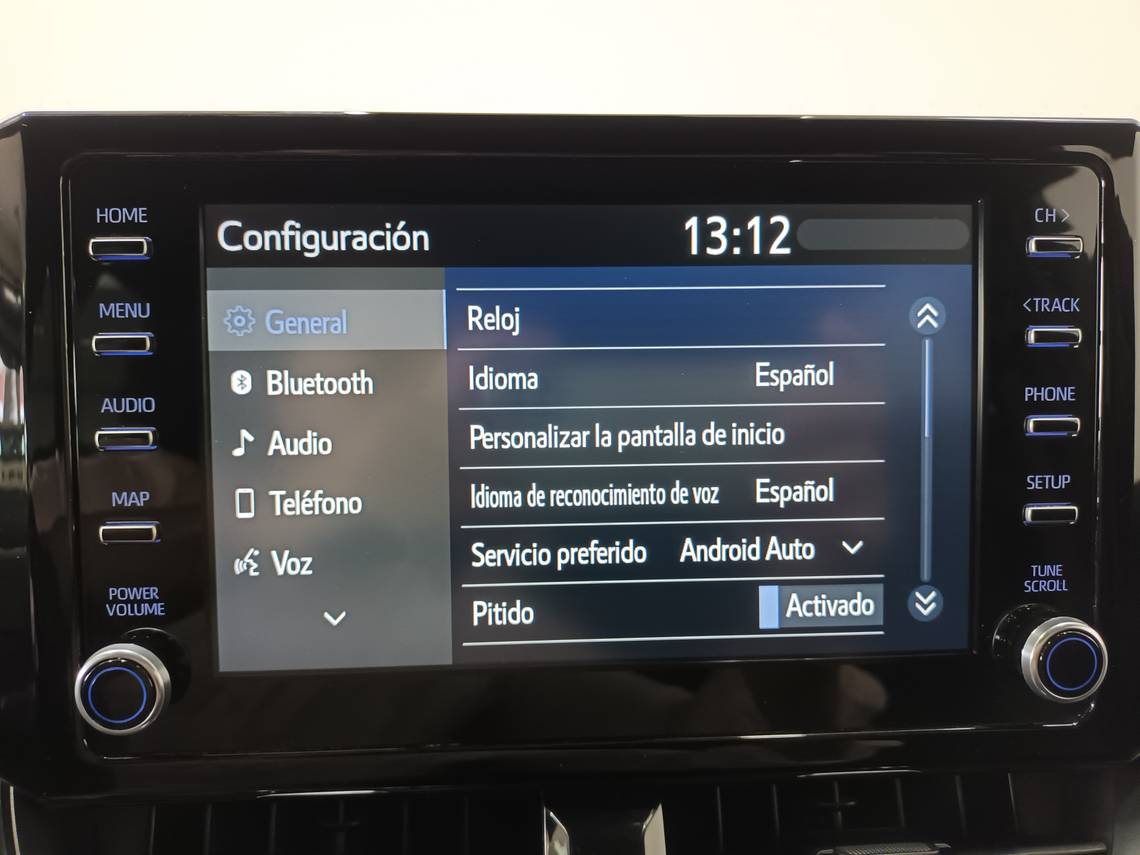 HOME
MENU
AUDIO
MAP
POWER
VOLUME
Configuración 13:12
General
Bluetooth
Audio
Teléfono
Voz
Reloj
Idioma Español
Personalizar la pantalla de inicio
Idioma de reconocimiento de voz Español
Servicio preferido Android Auto
Pitido Activado
CH >
< TRACK
PHONE
SETUP
TUNE
SCROLL